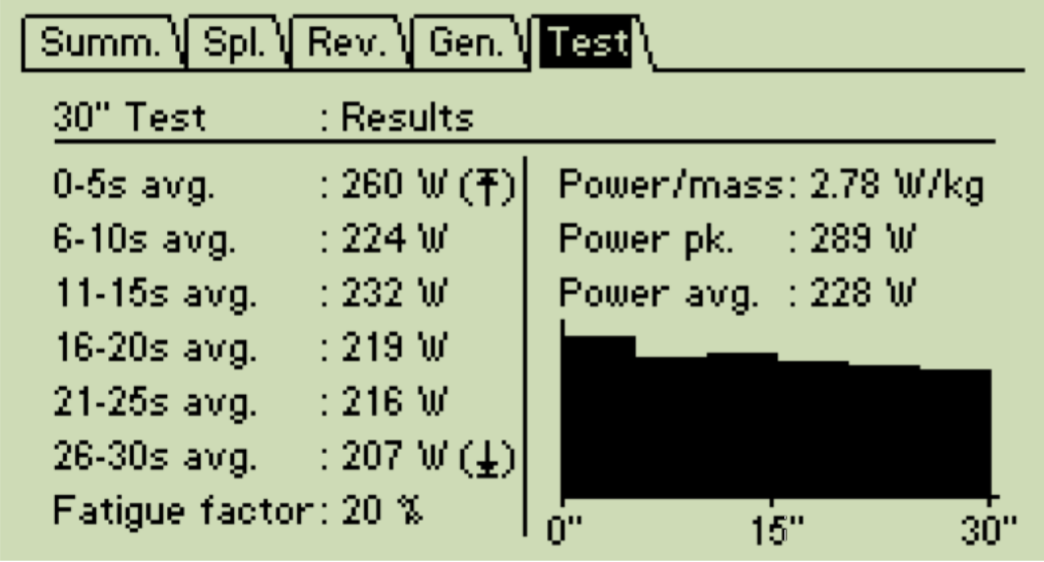 Summ. Spl. Rev. Gen. Test
30" Test : Results
0-5s avg. : 260 W (↑)
6-10s avg. : 224 W
11-15s avg. : 232 W
16-20s avg. : 219 W
21-25s avg. : 216 W
26-30s avg. : 207 W (↓)
Fatigue factor: 20 %
Power/mass: 2.78 W/kg
Power pk. : 289 W
Power avg. : 228 W
0" 15" 30"